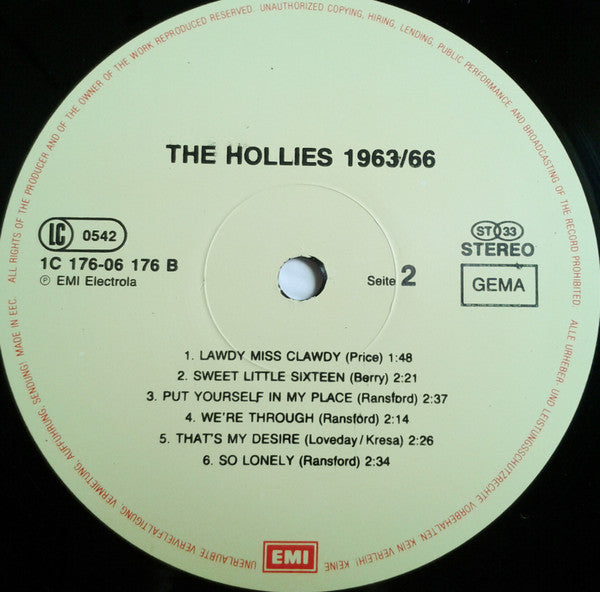 THE HOLLIES 1963/66
LC 0542
1C 176-06 176 B
℗ EMI Electrola
Seite 2
ST 33
STEREO
GEMA
1. LAWDY MISS CLAWDY (Price) 1:48
2. SWEET LITTLE SIXTEEN (Berry) 2:21
3. PUT YOURSELF IN MY PLACE (Ransford) 2:37
4. WE'RE THROUGH (Ransford) 2:14
5. THAT'S MY DESIRE (Loveday/Kresa) 2:26
6. SO LONELY (Ransford) 2:34
EMI
MADE IN EEC. ALL RIGHTS OF THE PRODUCER AND OF THE OWNER OF THE WORK REPRODUCED RESERVED. UNAUTHORIZED COPYING, HIRING, LENDING, PUBLIC PERFORMANCE AND BROADCASTING OF THE RECORD PROHIBITED. ALLE URHEBER- UND LEISTUNGSSCHUTZRECHTE VORBEHALTEN. KEIN VERLEIH! KEINE UNERLAUBTE VERVIELFÄLTIGUNG, VERMIETUNG, AUFFÜHRUNG, SENDUNG!